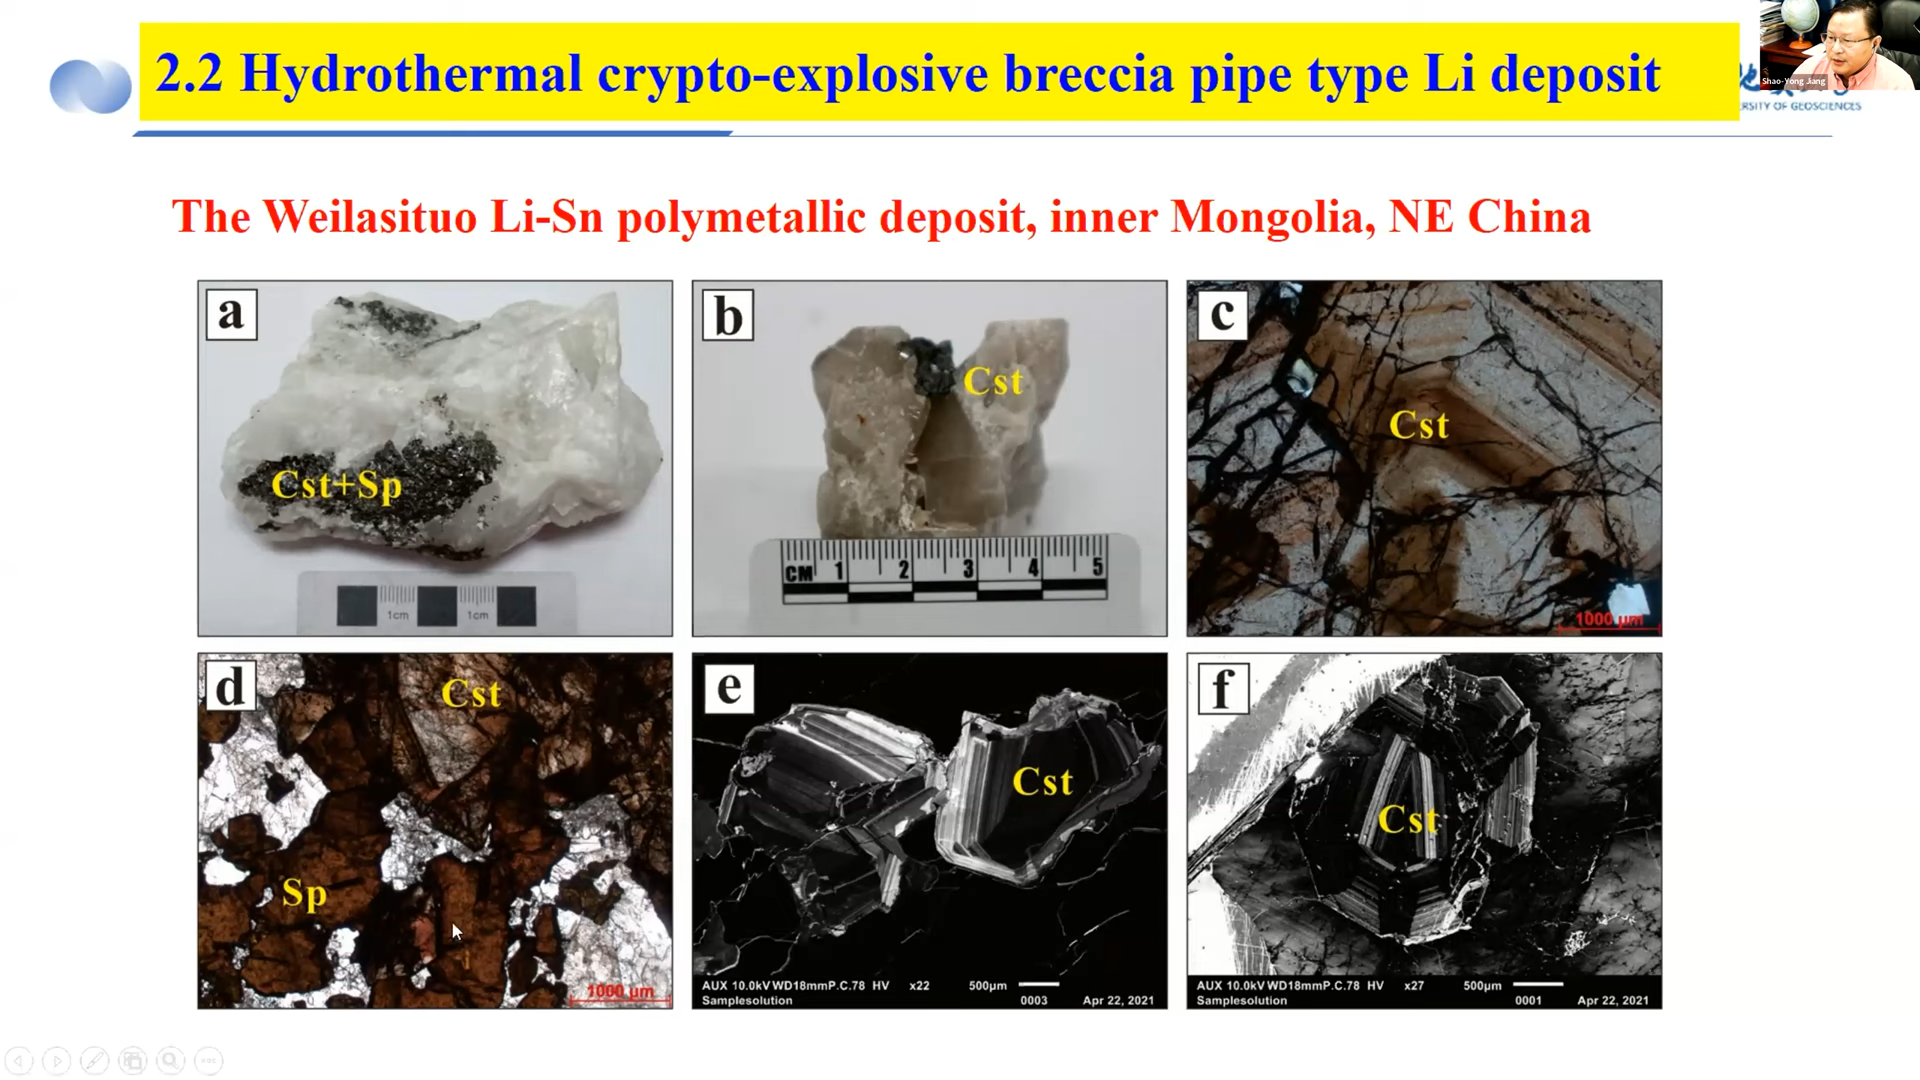 2.2 Hydrothermal crypto-explosive breccia pipe type Li deposit
Shao-Yong Jiang
RSITY OF GEOSCIENCES
The Weilasituo Li-Sn polymetallic deposit, inner Mongolia, NE China
a
Cst+Sp
1cm 1cm
b
Cst
CM 1 2 3 4 5
c
Cst
1000 µm
d
Cst
Sp
1000 µm
e
Cst
AUX 10.0kV WD18mmP.C.78 HV x22 500µm
Samplesolution 0003 Apr 22, 2021
f
Cst
AUX 10.0kV WD18mmP.C.78 HV x27 500µm
Samplesolution 0001 Apr 22, 2021